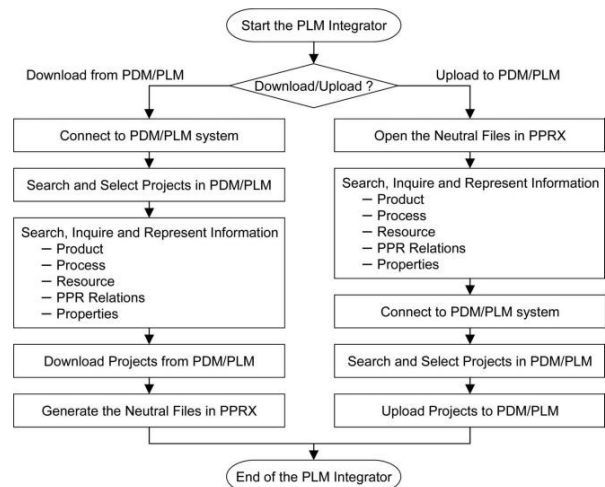 Start the PLM Integrator
Download from PDM/PLM
Download/Upload ?
Upload to PDM/PLM
Connect to PDM/PLM system
Search and Select Projects in PDM/PLM
Search, Inquire and Represent Information
– Product
– Process
– Resource
– PPR Relations
– Properties
Download Projects from PDM/PLM
Generate the Neutral Files in PPRX
Open the Neutral Files in PPRX
Search, Inquire and Represent Information
– Product
– Process
– Resource
– PPR Relations
– Properties
Connect to PDM/PLM system
Search and Select Projects in PDM/PLM
Upload Projects to PDM/PLM
End of the PLM Integrator